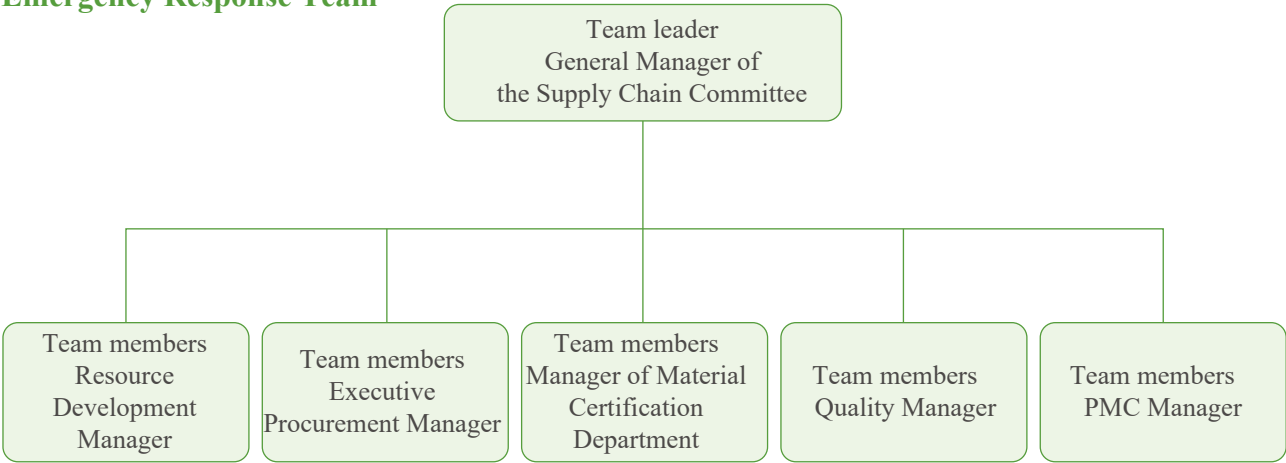 Emergency Response Team
Team leader
General Manager of
the Supply Chain Committee
Team members
Resource
Development
Manager
Team members
Executive
Procurement Manager
Team members
Manager of Material
Certification
Department
Team members
Quality Manager
Team members
PMC Manager